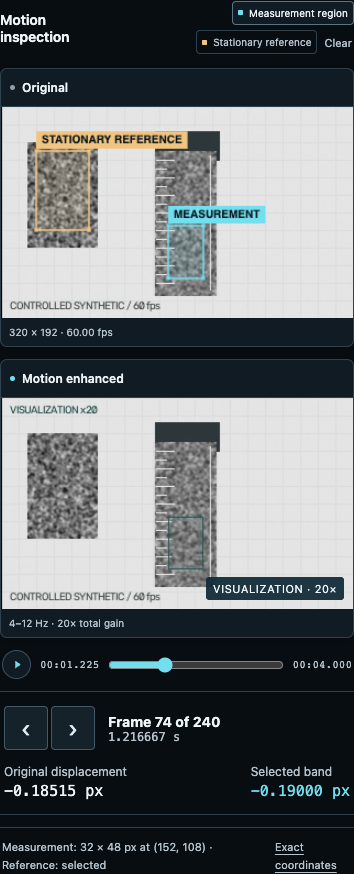 Motion
inspection
Measurement region
Stationary reference
Clear
Original
STATIONARY REFERENCE
MEASUREMENT
CONTROLLED SYNTHETIC / 60 fps
320 × 192 · 60.00 fps
Motion enhanced
VISUALIZATION x20
CONTROLLED SYNTHETIC / 60 fps
VISUALIZATION · 20×
4–12 Hz · 20× total gain
00:01.225
00:04.000
Frame 74 of 240
1.216667 s
Original displacement
−0.18515 px
Selected band
−0.19000 px
Measurement: 32 × 48 px at (152, 108) ·
Reference: selected
Exact
coordinates